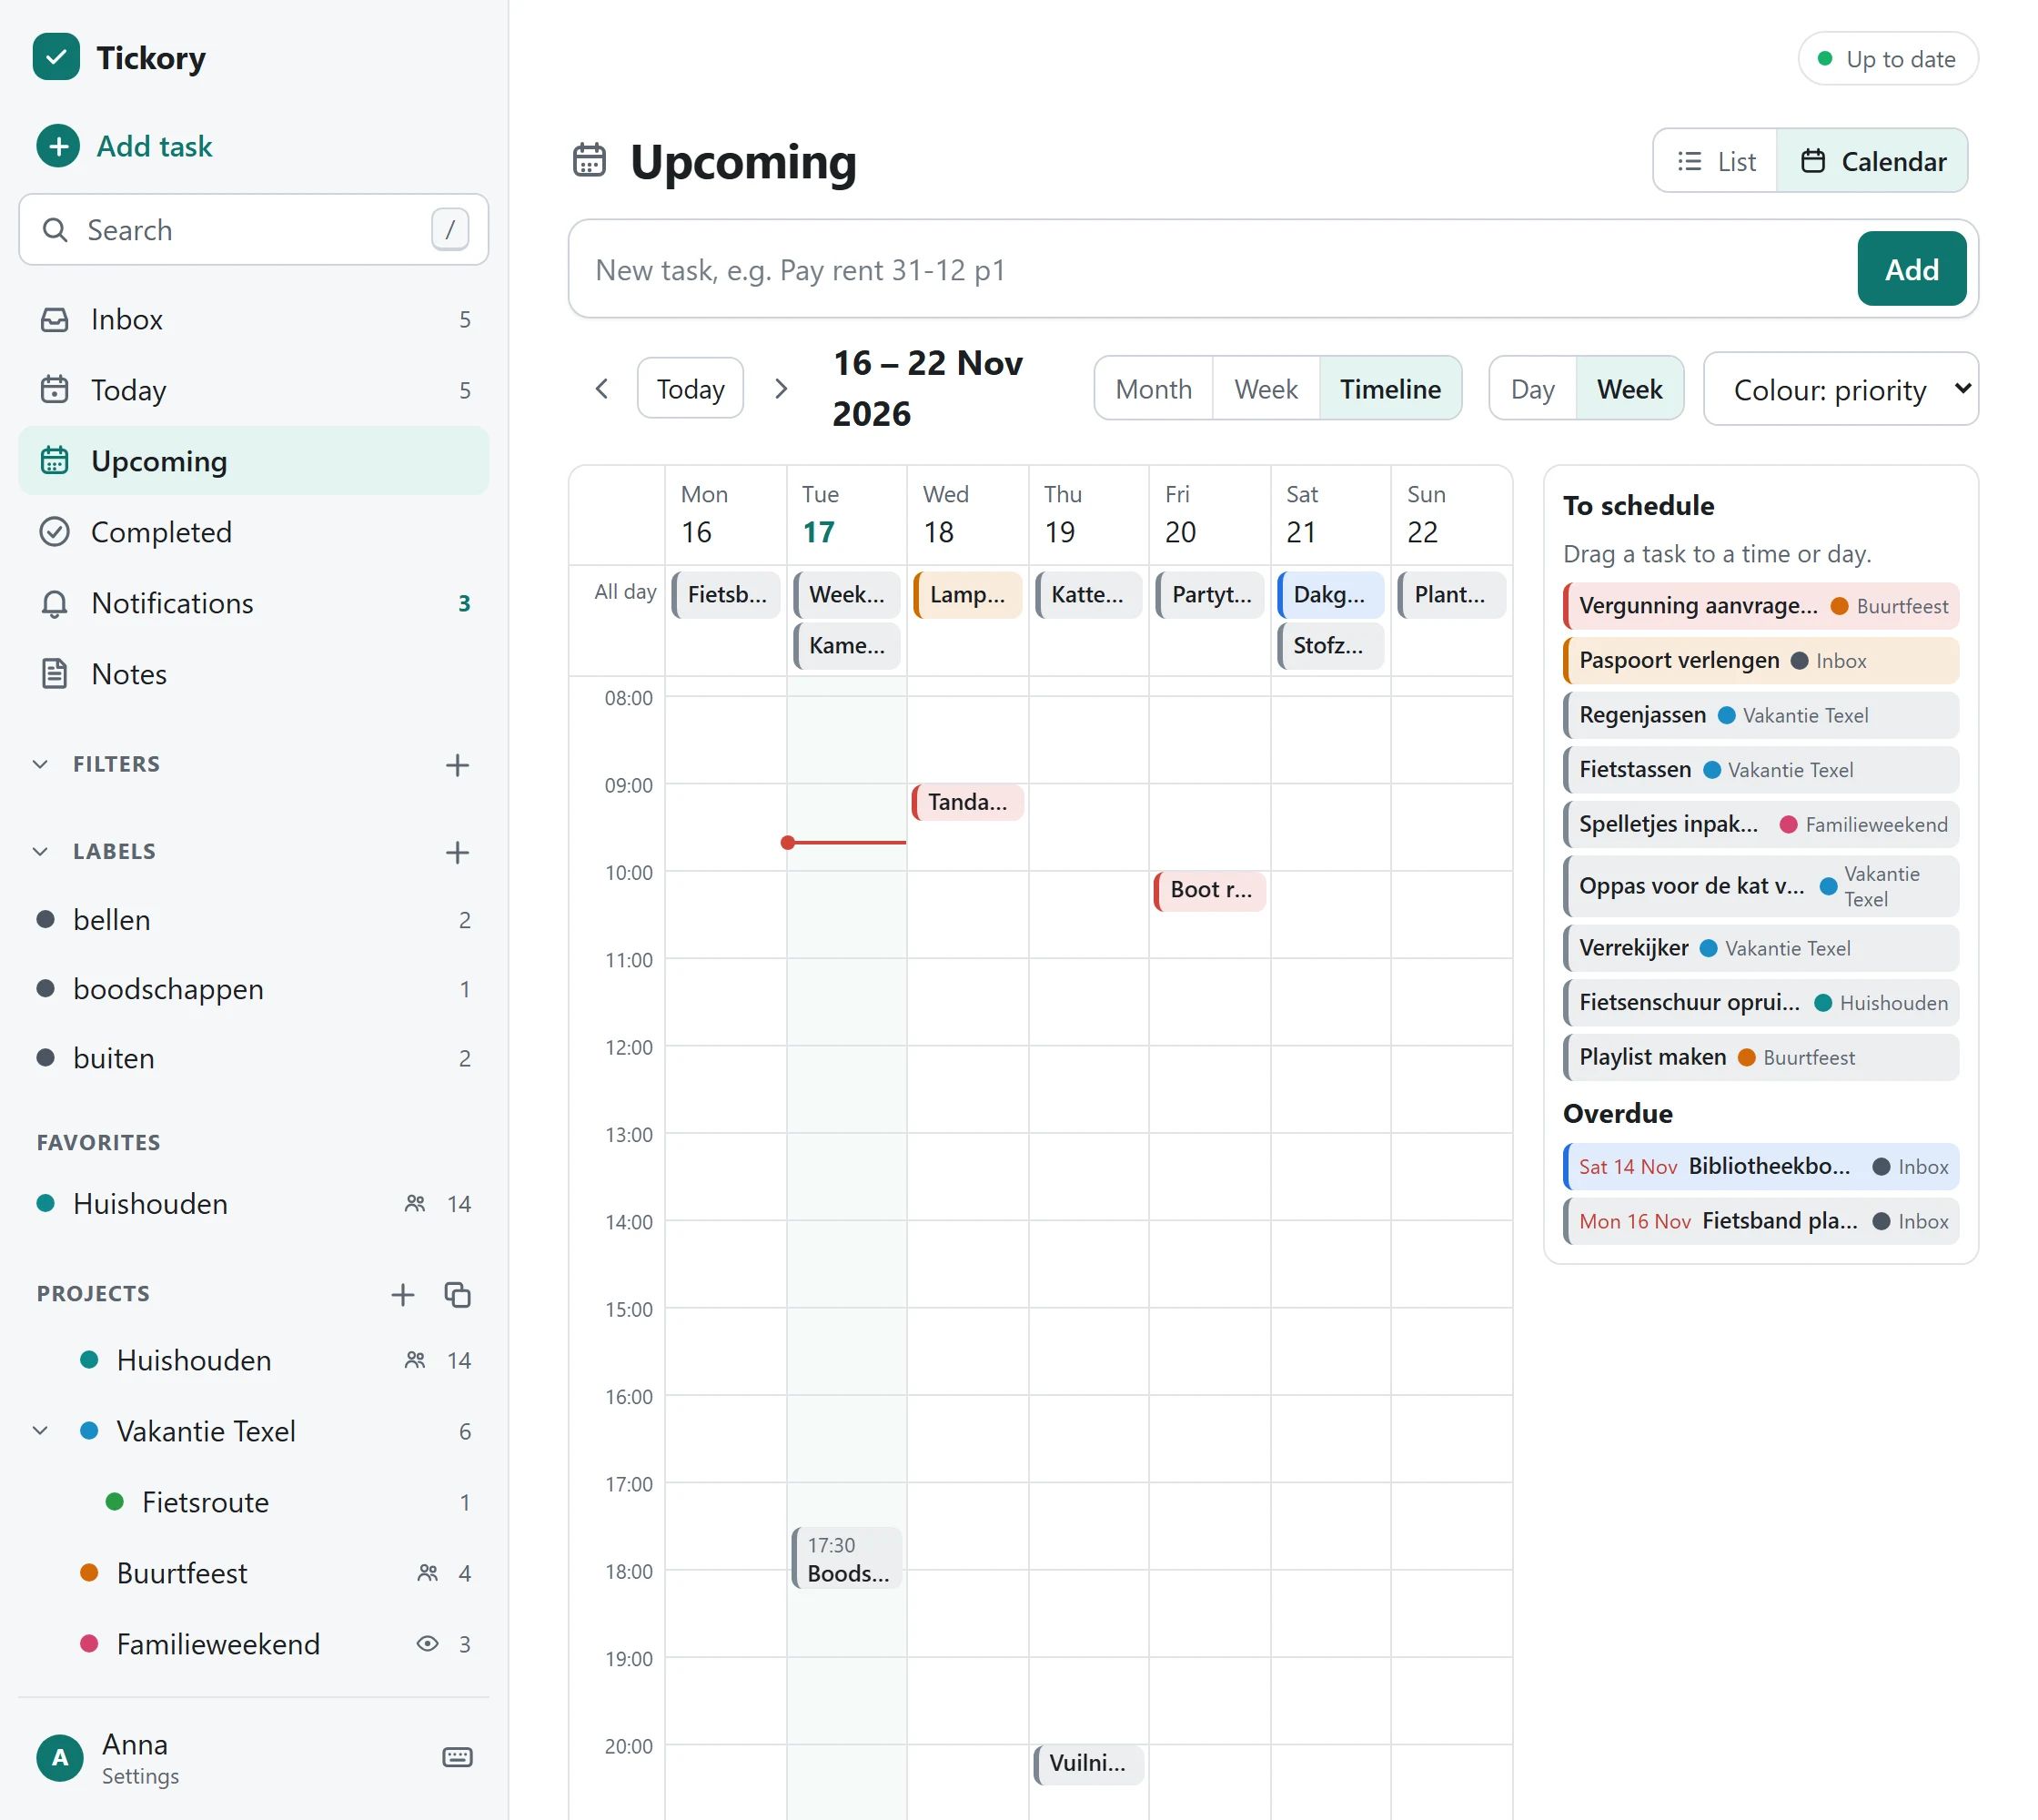 Tickory
Add task
Search /
Inbox 5
Today 5
Upcoming
Completed
Notifications 3
Notes
FILTERS
LABELS
bellen 2
boodschappen 1
buiten 2
FAVORITES
Huishouden 14
PROJECTS
Huishouden 14
Vakantie Texel 6
Fietsroute 1
Buurtfeest 4
Familieweekend 3
A
Anna
Settings
Up to date
Upcoming
List Calendar
New task, e.g. Pay rent 31-12 p1
Add
Today
16 – 22 Nov
2026
Month Week Timeline
Day Week
Colour: priority
Mon Tue Wed Thu Fri Sat Sun
16 17 18 19 20 21 22
All day
Fietsb... Week... Lamp... Katte... Partyt... Dakg... Plant...
Kame... Stofz...
08:00
09:00
Tanda...
10:00
Boot r...
11:00
12:00
13:00
14:00
15:00
16:00
17:00
17:30
Boods...
18:00
19:00
20:00
Vuilni...
To schedule
Drag a task to a time or day.
Vergunning aanvrage... Buurtfeest
Paspoort verlengen Inbox
Regenjassen Vakantie Texel
Fietstassen Vakantie Texel
Spelletjes inpak... Familieweekend
Oppas voor de kat v... Vakantie
Texel
Verrekijker Vakantie Texel
Fietsenschuur oprui... Huishouden
Playlist maken Buurtfeest
Overdue
Sat 14 Nov Bibliotheekbo... Inbox
Mon 16 Nov Fietsband pla... Inbox